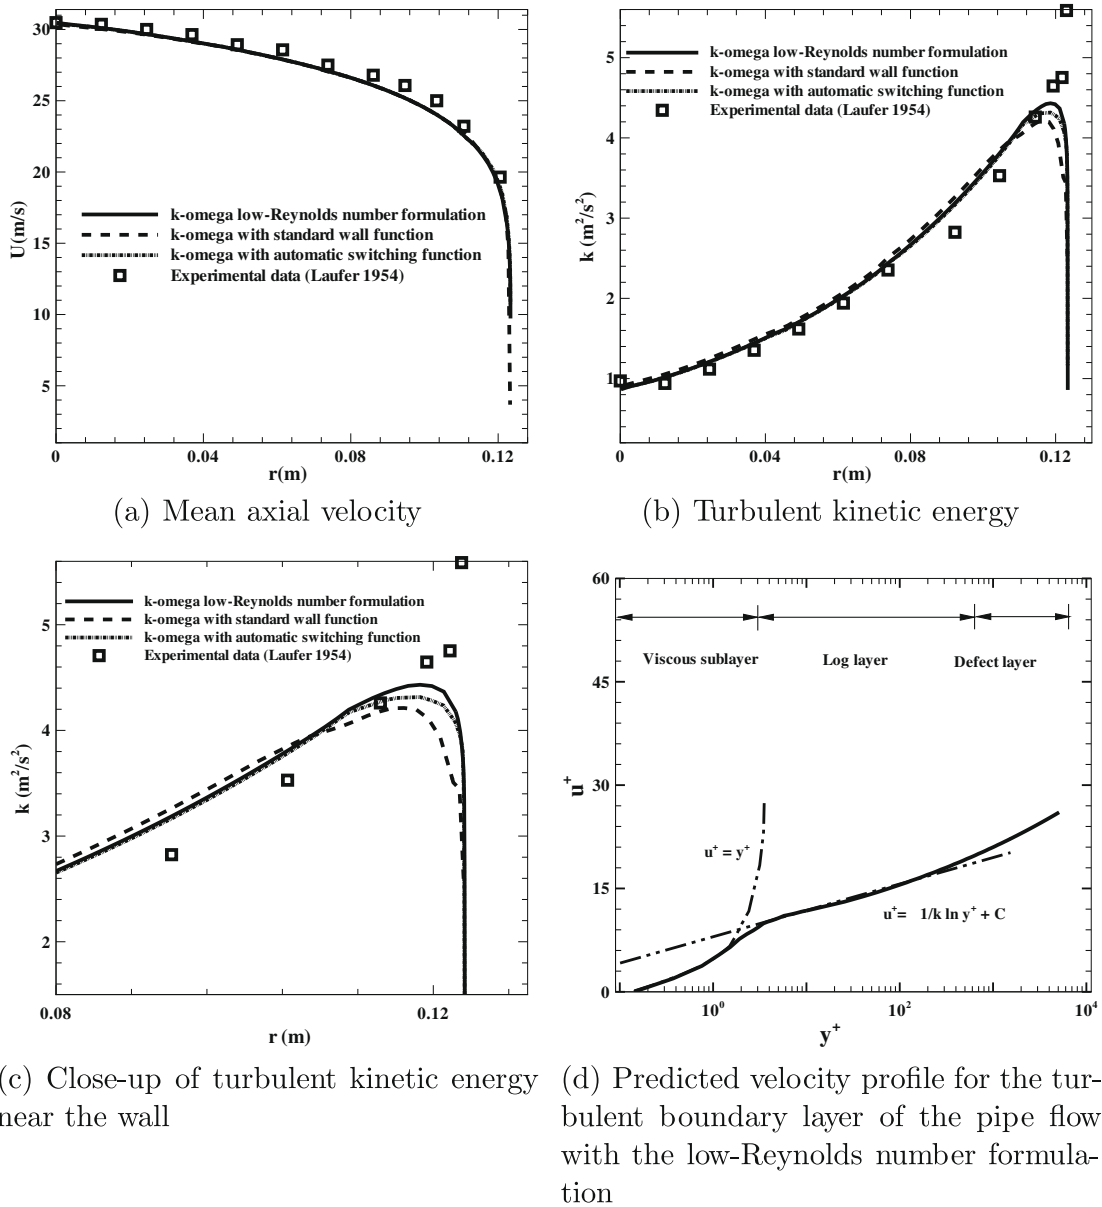 30
25
20
15
10
5
U(m/s)
k-omega low-Reynolds number formulation
k-omega with standard wall function
k-omega with automatic switching function
Experimental data (Laufer 1954)
0
0.04
0.08
0.12
r(m)
(a) Mean axial velocity
5
4
3
2
1
k (m²/s²)
k-omega low-Reynolds number formulation
k-omega with standard wall function
k-omega with automatic switching function
Experimental data (Laufer 1954)
0
0.04
0.08
0.12
r(m)
(b) Turbulent kinetic energy
5
4
3
2
k (m²/s²)
k-omega low-Reynolds number formulation
k-omega with standard wall function
k-omega with automatic switching function
Experimental data (Laufer 1954)
0.08
0.12
r (m)
(c) Close-up of turbulent kinetic energy
near the wall
60
45
30
15
0
u⁺
Viscous sublayer
Log layer
Defect layer
u⁺ = y⁺
u⁺= 1/k ln y⁺ + C
10⁰
10²
10⁴
y⁺
(d) Predicted velocity profile for the tur-
bulent boundary layer of the pipe flow
with the low-Reynolds number formula-
tion